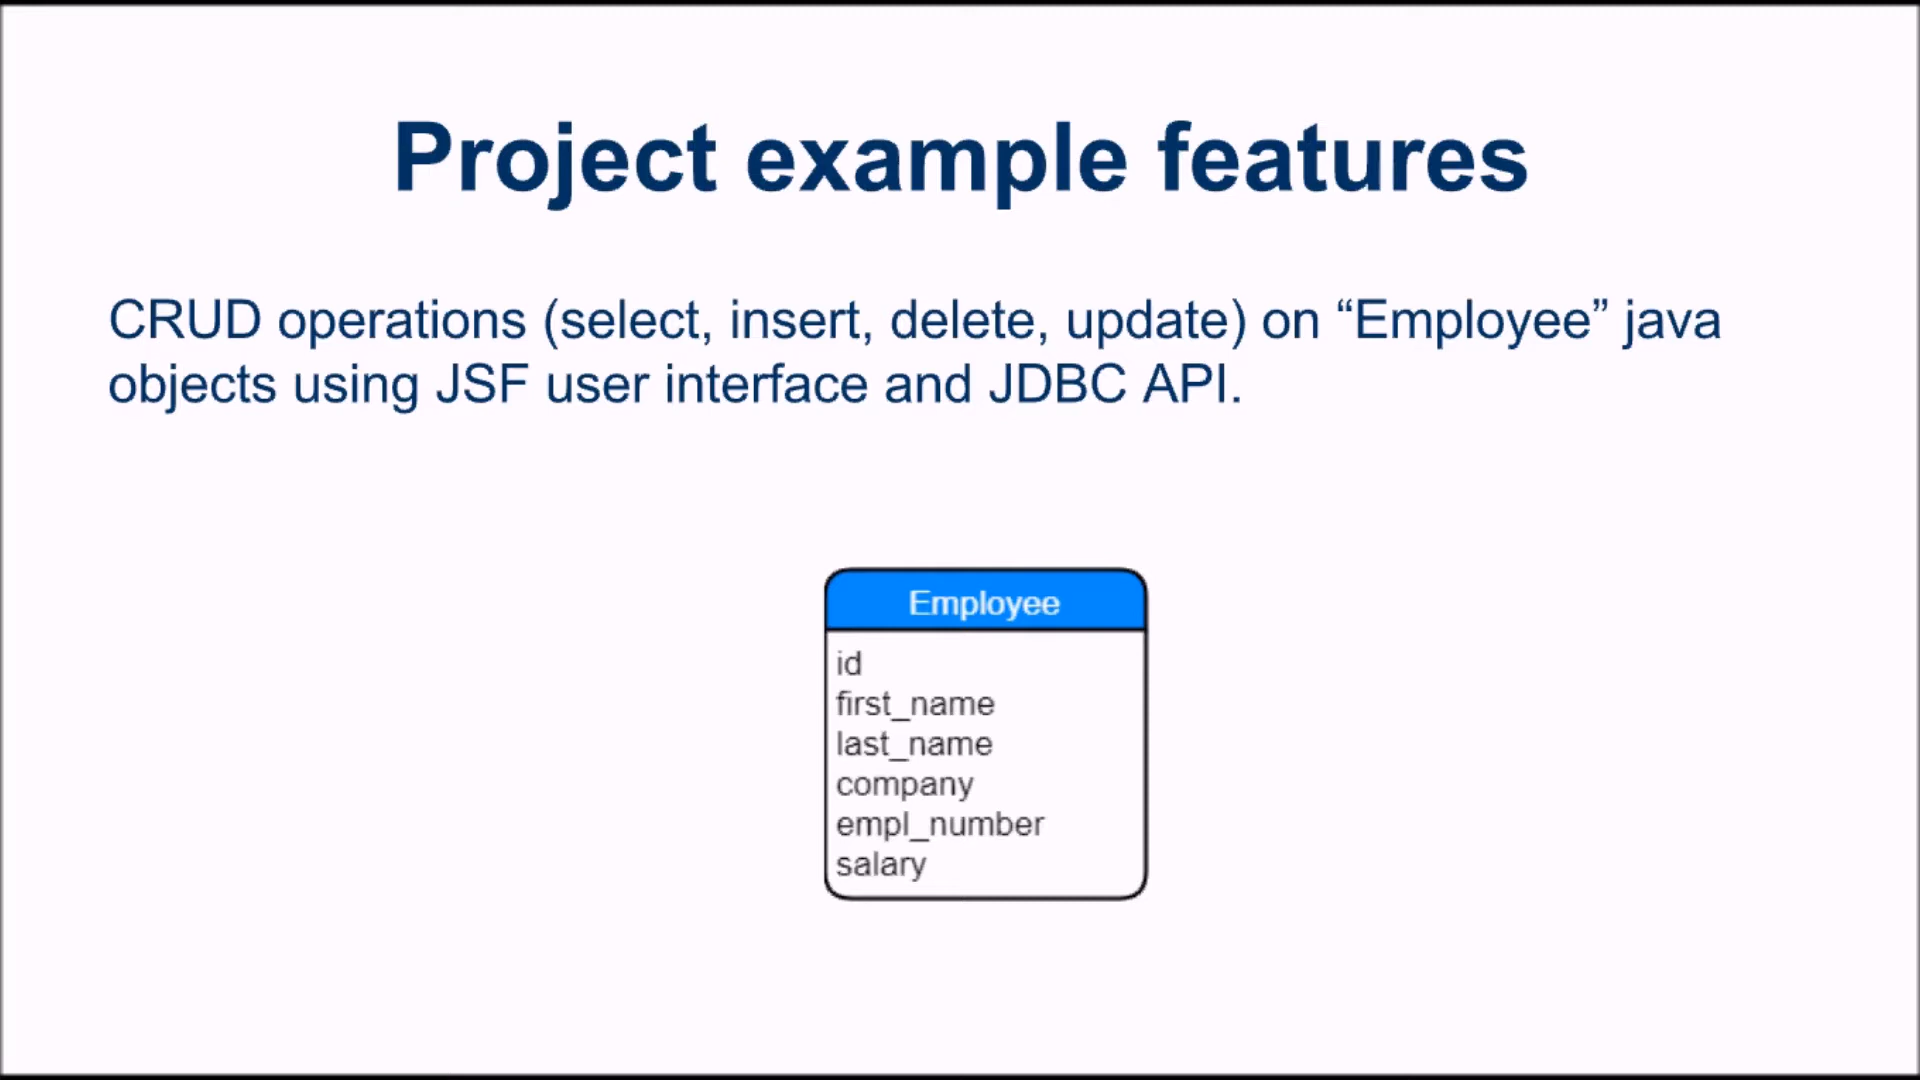 Project example features
CRUD operations (select, insert, delete, update) on “Employee” java
objects using JSF user interface and JDBC API.
Employee
id
first_name
last_name
company
empl_number
salary